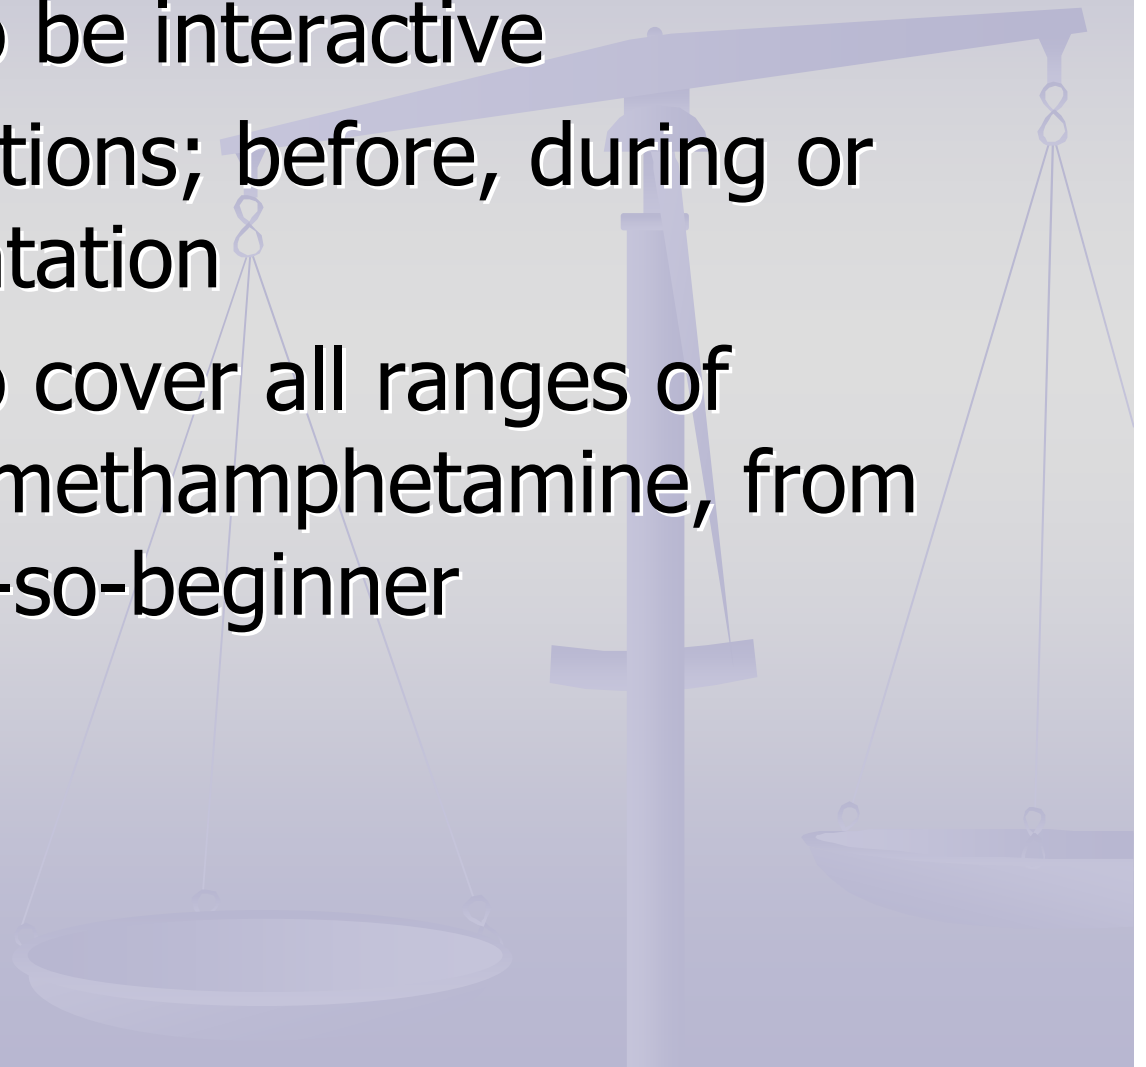 be interactive
tions; before, during or
tation
cover all ranges of
methamphetamine, from
-so-beginner